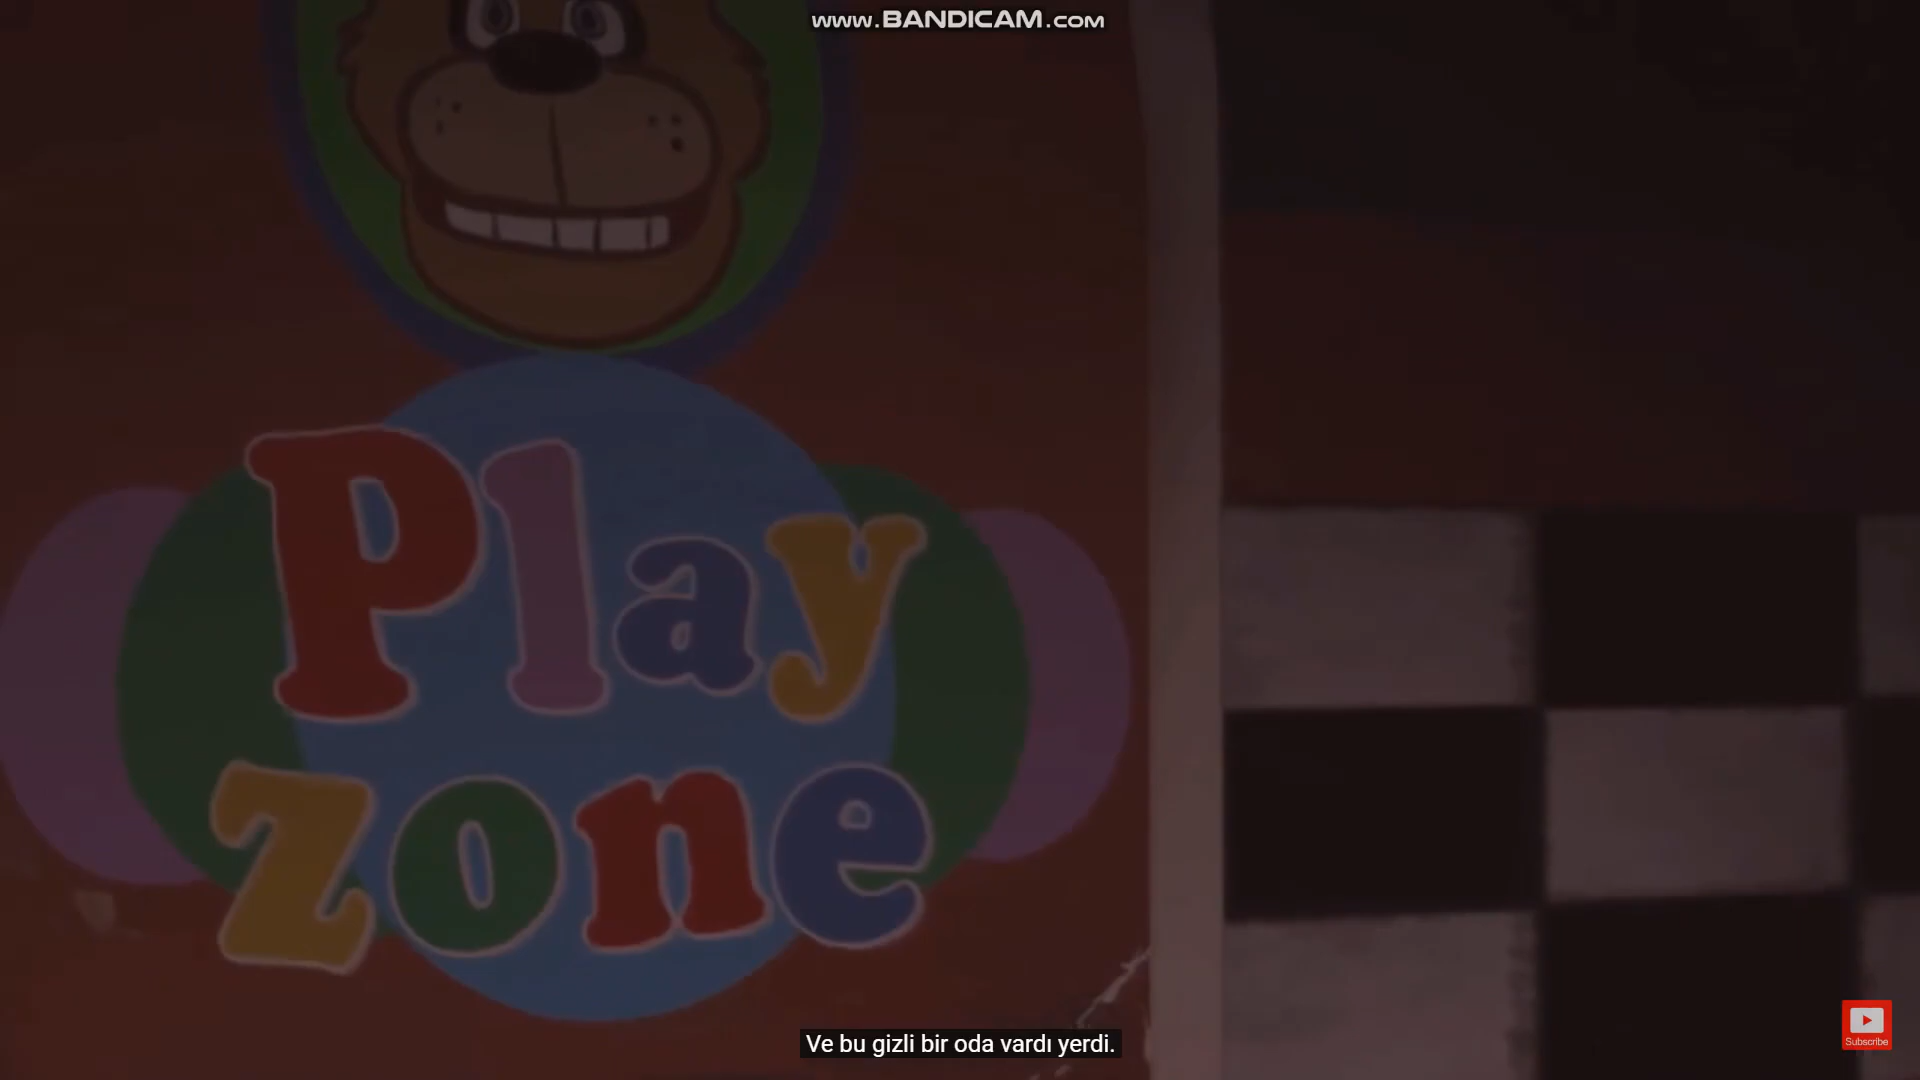 www.BANDICAM.com
Play
zone
Ve bu gizli bir oda vardı yerdi.
Subscribe